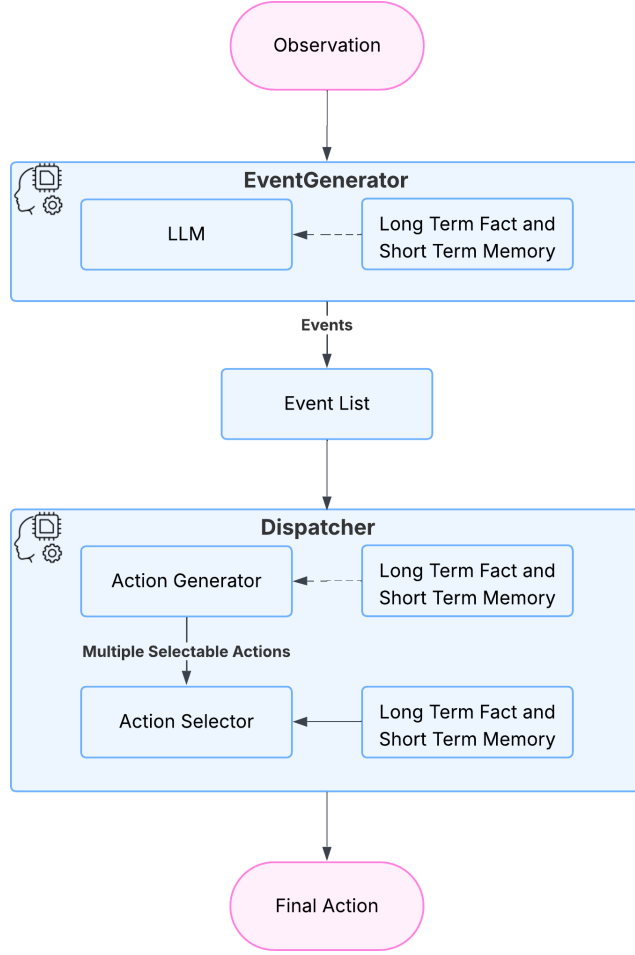 Observation
EventGenerator
LLM
Long Term Fact and
Short Term Memory
Events
Event List
Dispatcher
Action Generator
Long Term Fact and
Short Term Memory
Multiple Selectable Actions
Action Selector
Long Term Fact and
Short Term Memory
Final Action